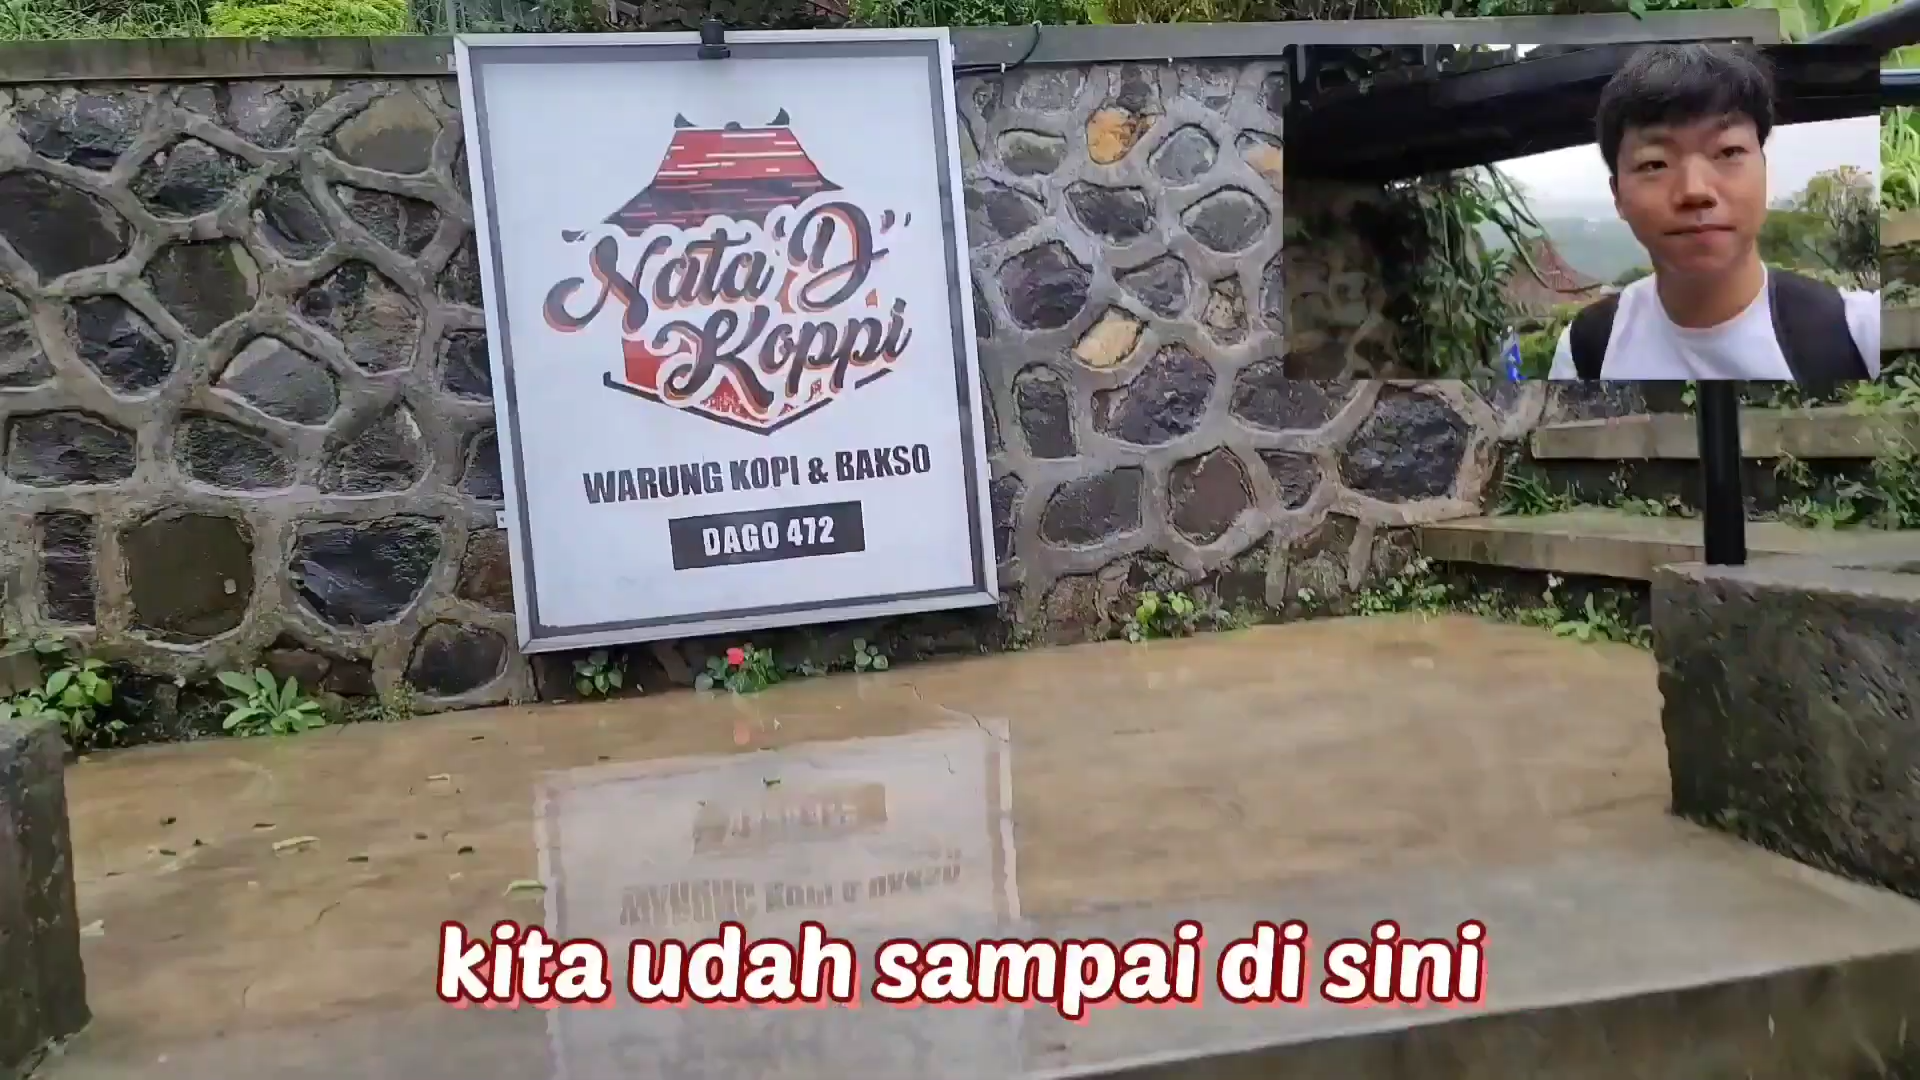 Nata 'D'
Koppi
WARUNG KOPI & BAKSO
DAGO 472
kita udah sampai di sini